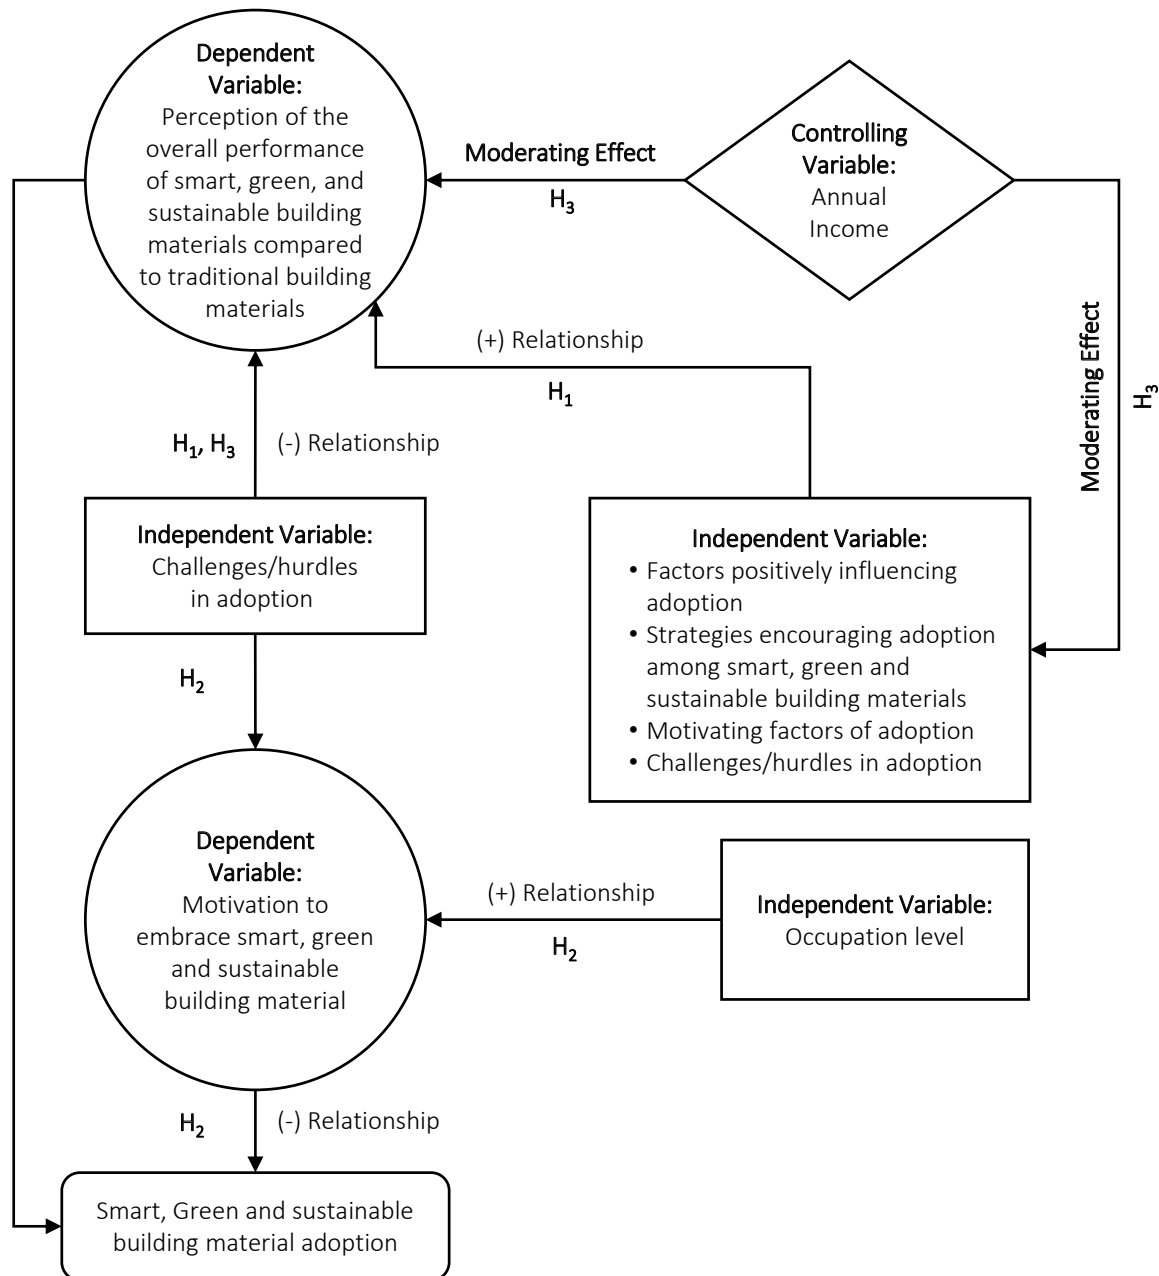 Dependent
Variable:
Perception of the
overall performance
of smart, green, and
sustainable building
materials compared
to traditional building
materials
Moderating Effect
H₃
Controlling
Variable:
Annual
Income
Moderating Effect
H₃
(+) Relationship
H₁
H₁, H₃
(-) Relationship
Independent Variable:
Challenges/hurdles
in adoption
Independent Variable:
• Factors positively influencing
adoption
• Strategies encouraging adoption
among smart, green and
sustainable building materials
• Motivating factors of adoption
• Challenges/hurdles in adoption
H₂
Dependent
Variable:
Motivation to
embrace smart, green
and sustainable
building material
(+) Relationship
H₂
Independent Variable:
Occupation level
H₂
(-) Relationship
Smart, Green and sustainable
building material adoption